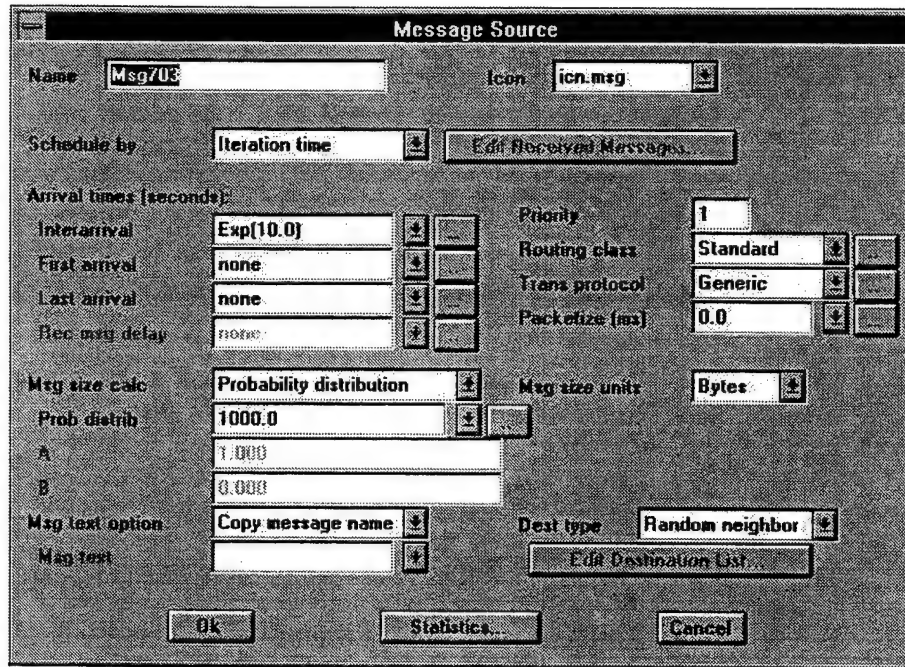 Message Source
Name Msg703 Icon icn.msg
Schedule by Iteration time Edit Received Messages...
Arrival times (seconds):
Interarrival Exp(10.0) ... Priority 1
First arrival none ... Routing class Standard ...
Last arrival none ... Trans protocol Generic ...
Rec msg delay none ... Packetize (ms) 0.0 ...
Msg size calc Probability distribution Msg size units Bytes
Prob distrib 1000.0 ...
A 1.000
B 0.000
Msg text option Copy message name Dest type Random neighbor
Msg text Edit Destination List...
Ok Statistics... Cancel